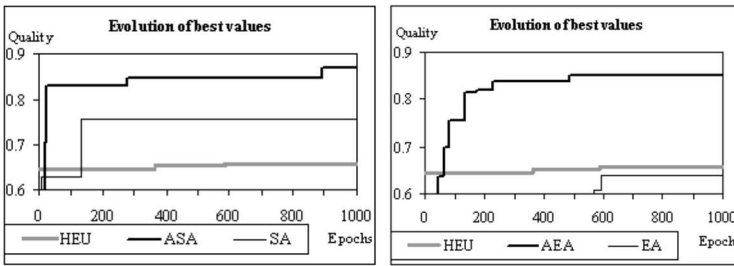 Evolution of best values
Quality
0.9
0.8
0.7
0.6
0 200 400 600 800 1000
HEU ASA SA Epochs
Evolution of best values
Quality
0.9
0.8
0.7
0.6
0 200 400 600 800 1000
HEU AEA EA Epoch